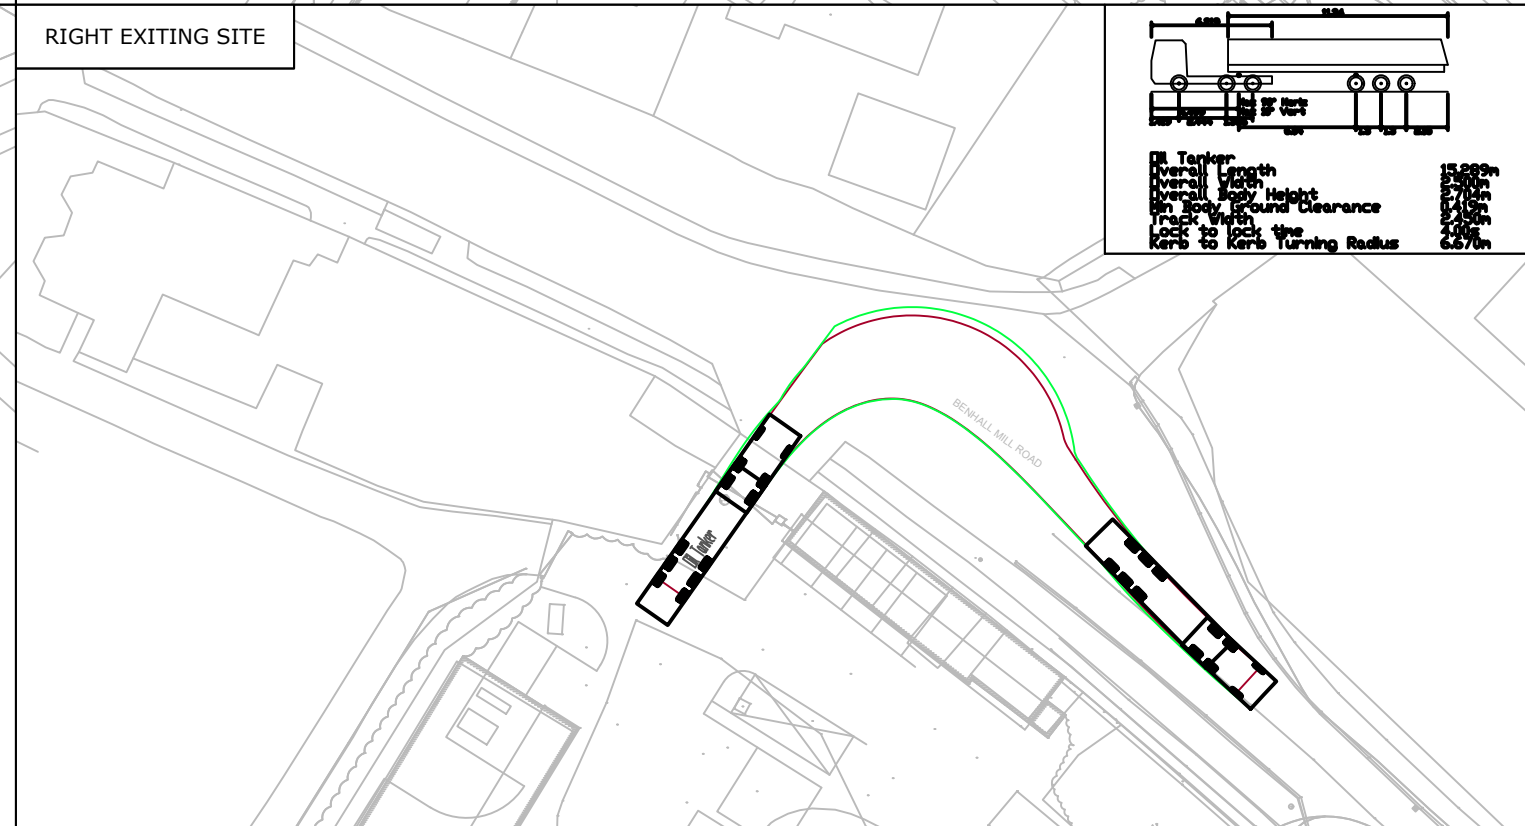 RIGHT EXITING SITE
Oil Tanker
Overall Length 15.289m
Overall Width 2.500m
Overall Body Height 2.704m
Min Body Ground Clearance 0.419m
Track Width 2.450m
Lock to lock time 4.00s
Kerb to Kerb Turning Radius 6.670m
BENHALL MILL ROAD
Oil Tanker